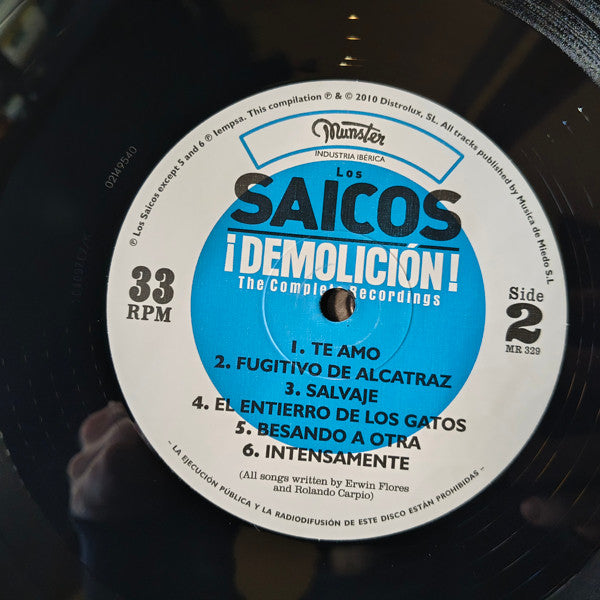 ℗ Los Saicos except 5 and 6 ℗ Iempsa. This compilation ℗ & © 2010 Distrolux, SL. All tracks published by Musica de Miedo S.L
Munster
INDUSTRIA IBÉRICA
Los
SAICOS
¡DEMOLICIÓN!
The Complete Recordings
33
RPM
Side
2
MR 329
1. TE AMO
2. FUGITIVO DE ALCATRAZ
3. SALVAJE
4. EL ENTIERRO DE LOS GATOS
5. BESANDO A OTRA
6. INTENSAMENTE
(All songs written by Erwin Flores
and Rolando Carpio)
– LA EJECUCIÓN PÚBLICA Y LA RADIODIFUSIÓN DE ESTE DISCO ESTÁN PROHIBIDAS –
02149540